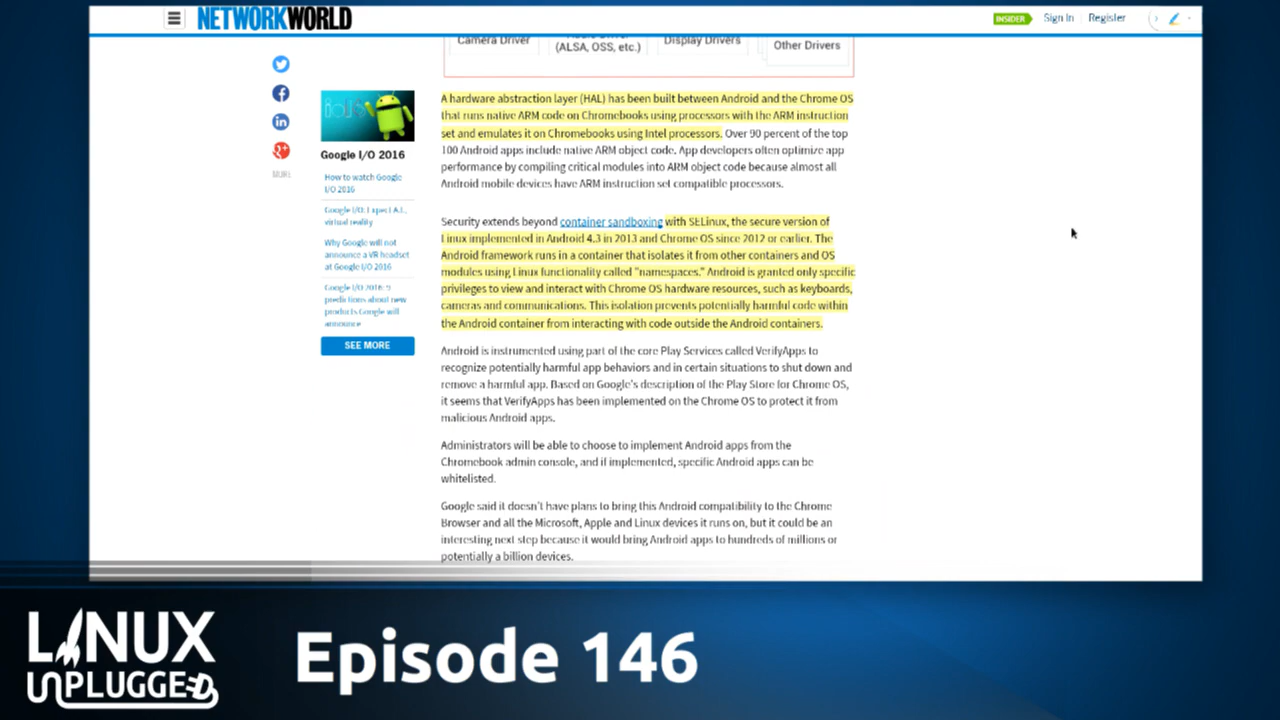 NETWORKWORLD
INSIDER Sign In Register
Camera Driver
(ALSA, OSS, etc.)
Display Drivers
Other Drivers
MORE
Google I/O 2016
How to watch Google
I/O 2016
Google I/O: Expect A.I.,
virtual reality
Why Google will not
announce a VR headset
at Google I/O 2016
Google I/O 2016: 9
predictions about new
products Google will
announce
SEE MORE
A hardware abstraction layer (HAL) has been built between Android and the Chrome OS
that runs native ARM code on Chromebooks using processors with the ARM instruction
set and emulates it on Chromebooks using Intel processors. Over 90 percent of the top
100 Android apps include native ARM object code. App developers often optimize app
performance by compiling critical modules into ARM object code because almost all
Android mobile devices have ARM instruction set compatible processors.
Security extends beyond container sandboxing with SELinux, the secure version of
Linux implemented in Android 4.3 in 2013 and Chrome OS since 2012 or earlier. The
Android framework runs in a container that isolates it from other containers and OS
modules using Linux functionality called "namespaces." Android is granted only specific
privileges to view and interact with Chrome OS hardware resources, such as keyboards,
cameras and communications. This isolation prevents potentially harmful code within
the Android container from interacting with code outside the Android containers.
Android is instrumented using part of the core Play Services called VerifyApps to
recognize potentially harmful app behaviors and in certain situations to shut down and
remove a harmful app. Based on Google's description of the Play Store for Chrome OS,
it seems that VerifyApps has been implemented on the Chrome OS to protect it from
malicious Android apps.
Administrators will be able to choose to implement Android apps from the
Chromebook admin console, and if implemented, specific Android apps can be
whitelisted.
Google said it doesn't have plans to bring this Android compatibility to the Chrome
Browser and all the Microsoft, Apple and Linux devices it runs on, but it could be an
interesting next step because it would bring Android apps to hundreds of millions or
potentially a billion devices.
LINUX
UNPLUGGED
Episode 146